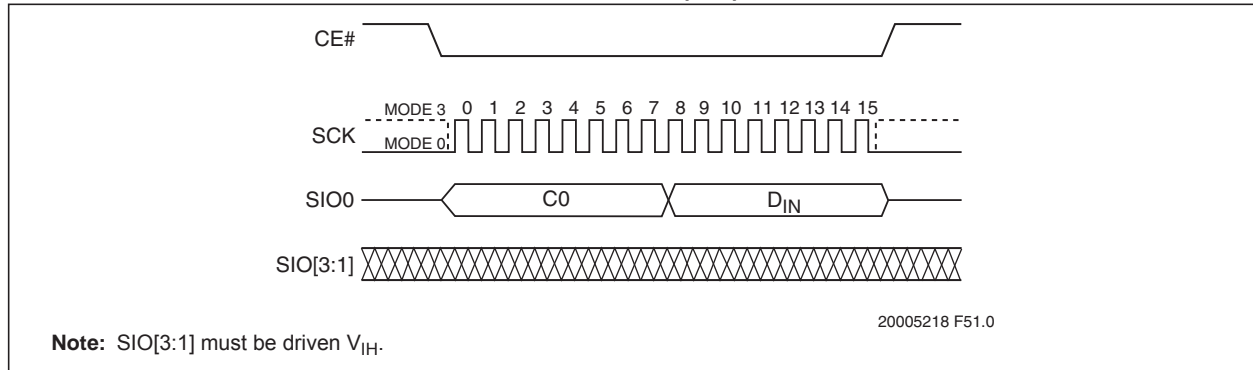 CE#
MODE 3 0 1 2 3 4 5 6 7 8 9 10 11 12 13 14 15
SCK
MODE 0
SIO0 C0 DIN
SIO[3:1]
20005218 F51.0
Note: SIO[3:1] must be driven VIH.